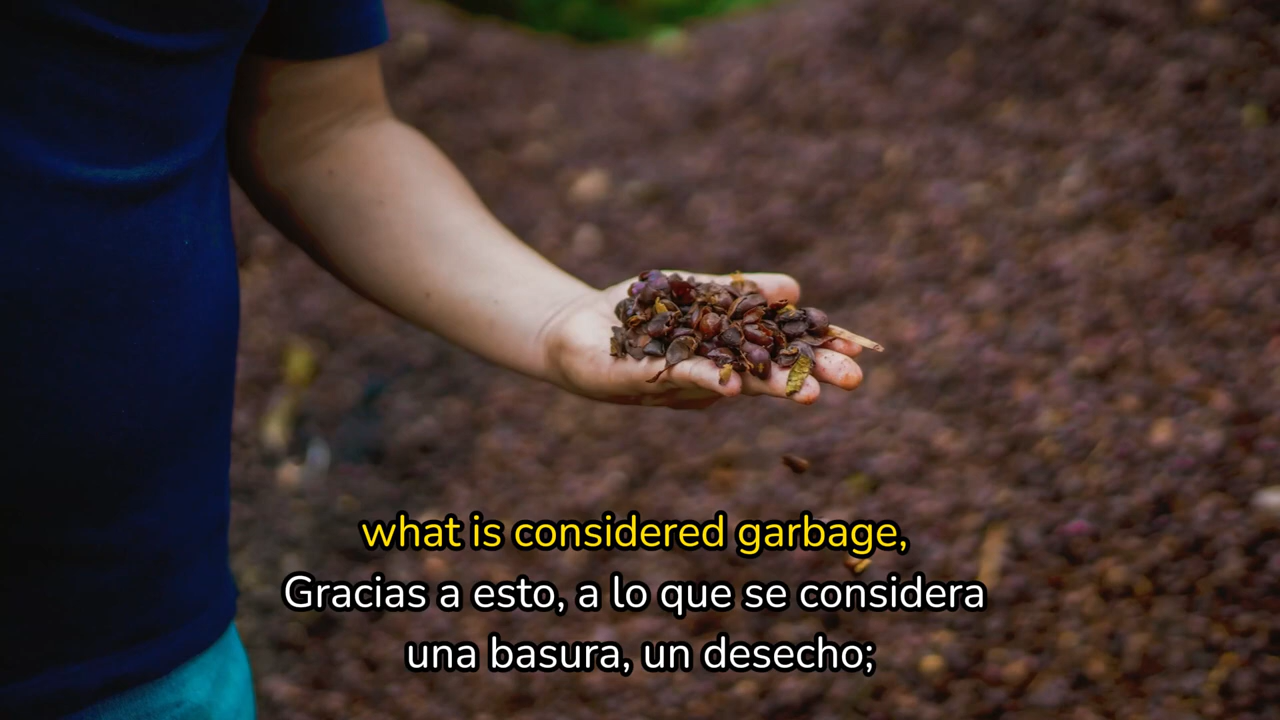 what is considered garbage,
Gracias a esto, a lo que se considera
una basura, un desecho;